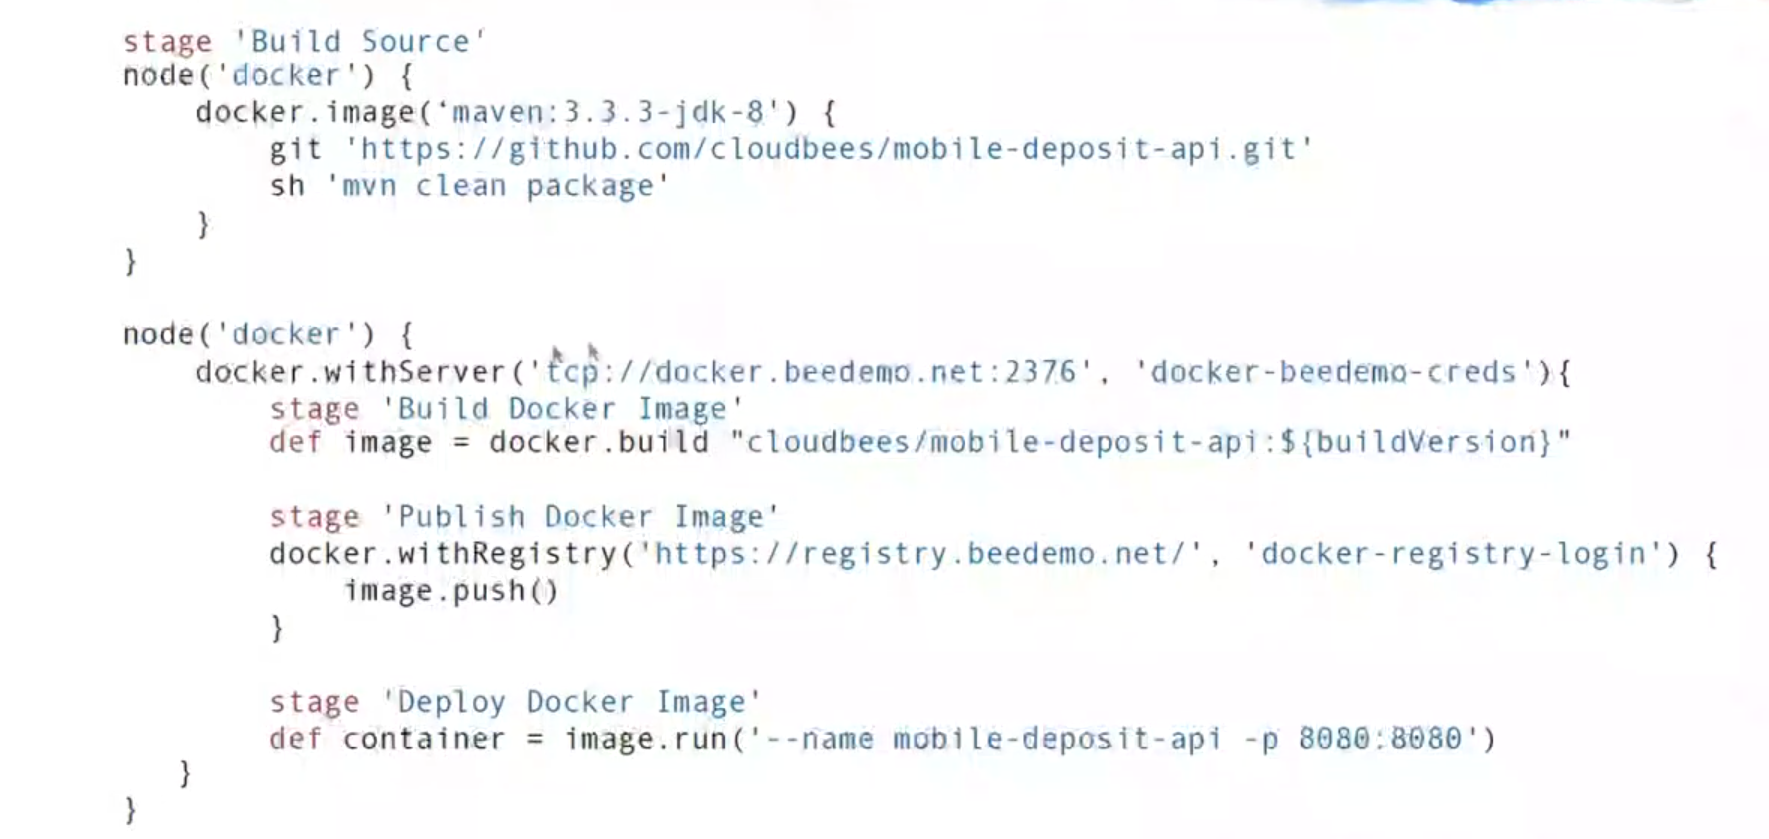 stage 'Build Source'
node('docker') {
    docker.image(‘maven:3.3.3-jdk-8') {
        git 'https://github.com/cloudbees/mobile-deposit-api.git'
        sh 'mvn clean package'
    }
}

node('docker') {
    docker.withServer('tcp://docker.beedemo.net:2376', 'docker-beedemo-creds'){
        stage 'Build Docker Image'
        def image = docker.build "cloudbees/mobile-deposit-api:${buildVersion}"

        stage 'Publish Docker Image'
        docker.withRegistry('https://registry.beedemo.net/', 'docker-registry-login') {
            image.push()
        }

        stage 'Deploy Docker Image'
        def container = image.run('--name mobile-deposit-api -p 8080:8080')
   }
}